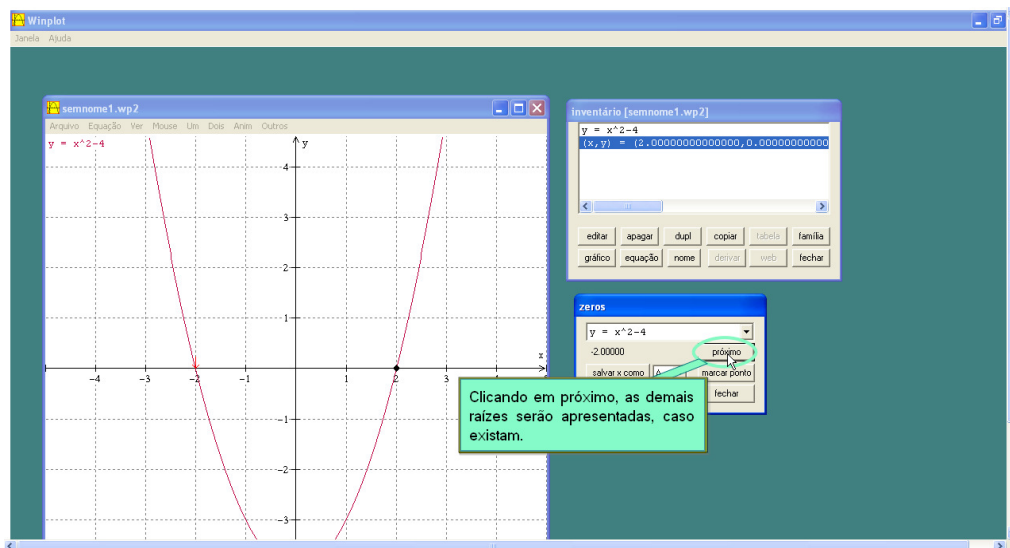 Winplot
Janela Ajuda
semnome1.wp2
Arquivo Equação Ver Mouse Um Dois Anim Outros
y = x^2-4
y
4
3
2
1
x
-4 -3 -2 -1 1 2 3 4
-1
-2
-3
inventário [semnome1.wp2]
y = x^2-4
(x,y) = (2.00000000000000,0.00000000000
editar apagar dupl copiar tabela família
gráfico equação nome derivar web fechar
zeros
y = x^2-4
-2.00000 próximo
salvar x como A marcar ponto
fechar
Clicando em próximo, as demais
raízes serão apresentadas, caso
existam.